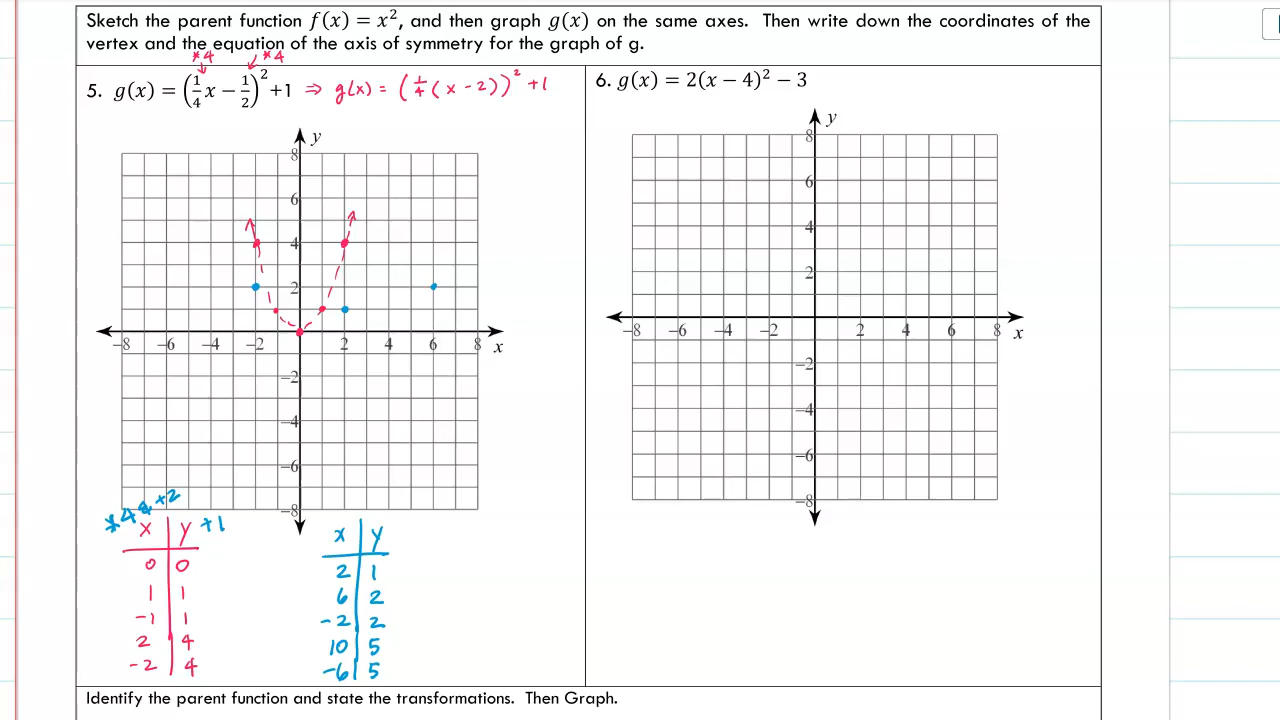 Sketch the parent function f(x) = x², and then graph g(x) on the same axes. Then write down the coordinates of the
vertex and the equation of the axis of symmetry for the graph of g.
*4 *4
5. g(x) = (1/4 x − 1/2)² +1 ⇒ g(x) = (1/4 (x - 2))² +1
6. g(x) = 2(x − 4)² − 3
y
8
6
4
2
−8 −6 −4 −2 2 4 6 8 x
−2
−4
−6
−8
y
8
6
4
2
−8 −6 −4 −2 2 4 6 8 x
−2
−4
−6
−8
*4 & +2
x y +1
0 0
1 1
-1 1
2 4
-2 4
x y
2 1
6 2
-2 2
10 5
-6 5
Identify the parent function and state the transformations. Then Graph.